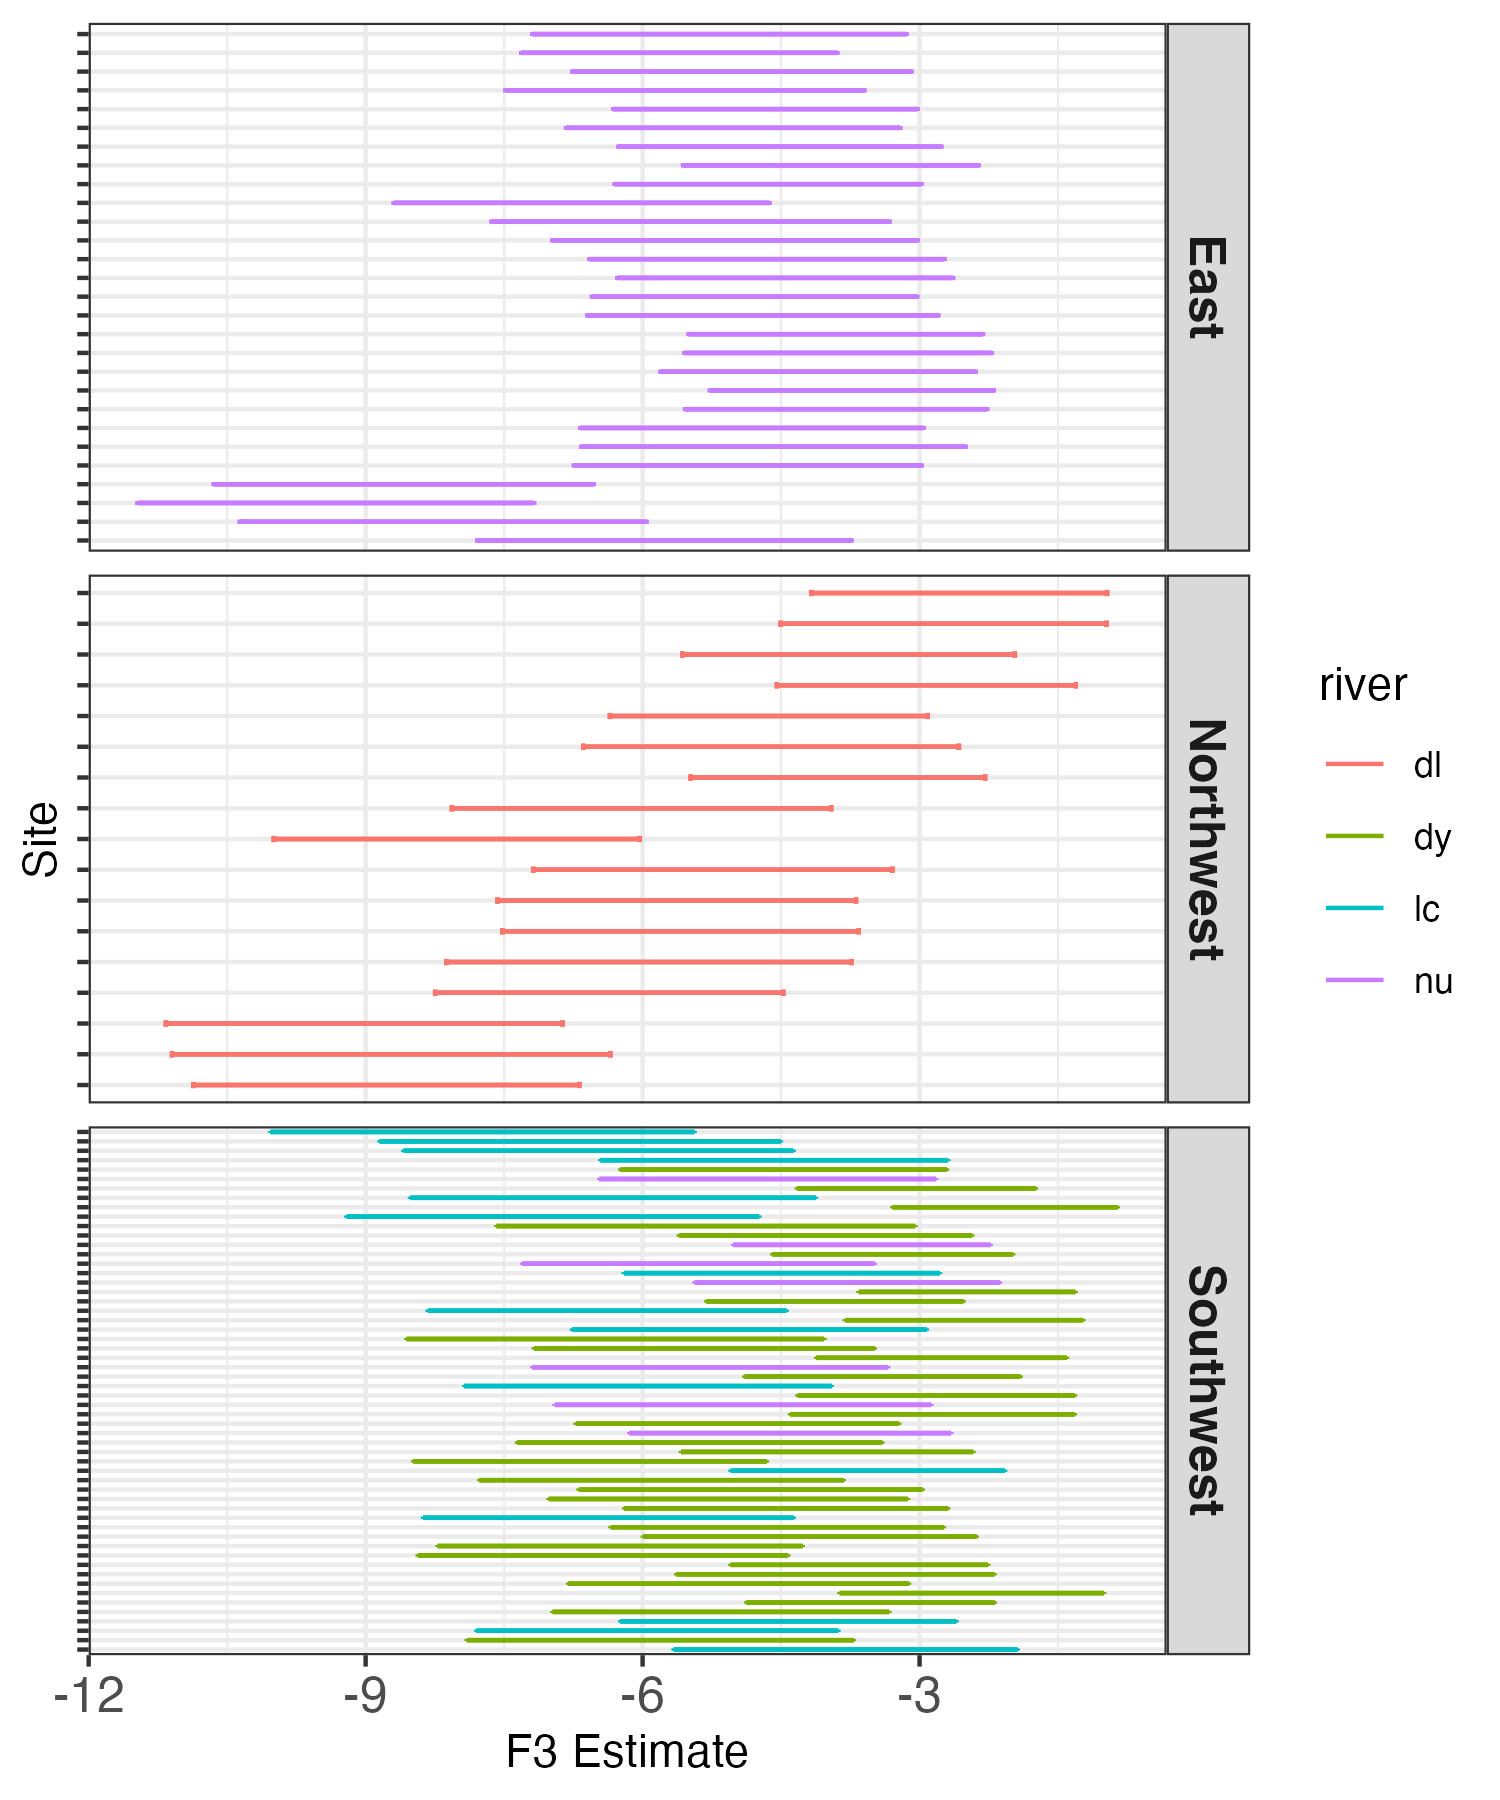 East
Northwest
Southwest
Site
-12
-9
-6
-3
F3 Estimate
river
dl
dy
lc
nu